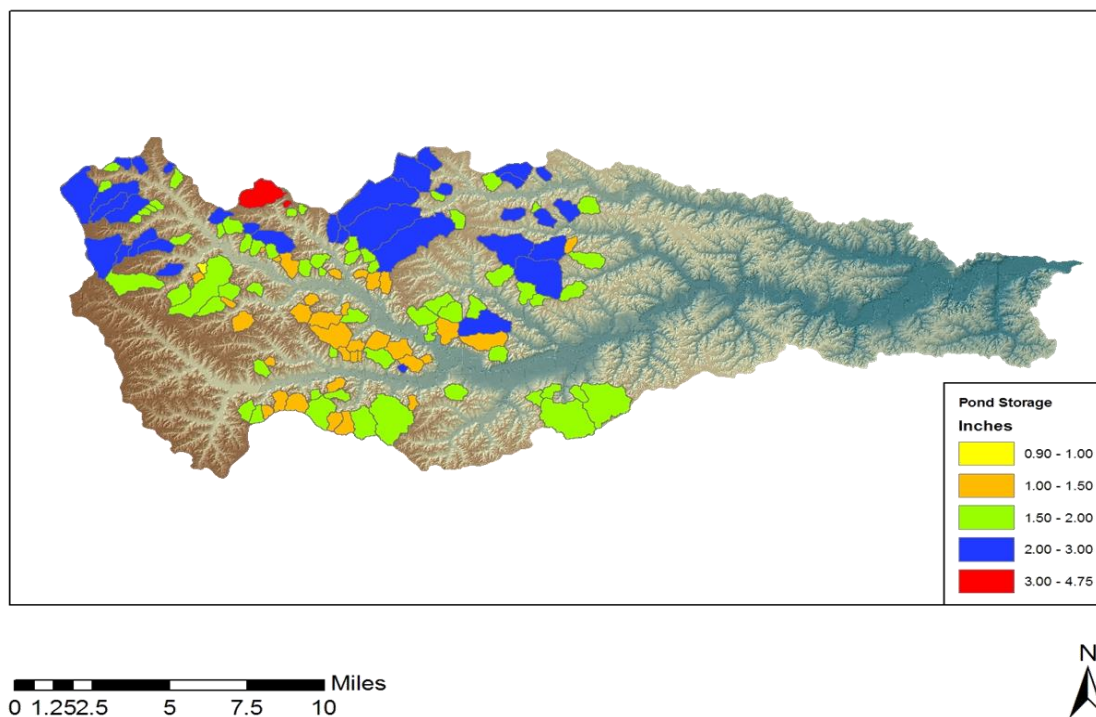 Pond Storage
Inches
0.90 - 1.00
1.00 - 1.50
1.50 - 2.00
2.00 - 3.00
3.00 - 4.75
Miles
0 1.252.5 5 7.5 10
N